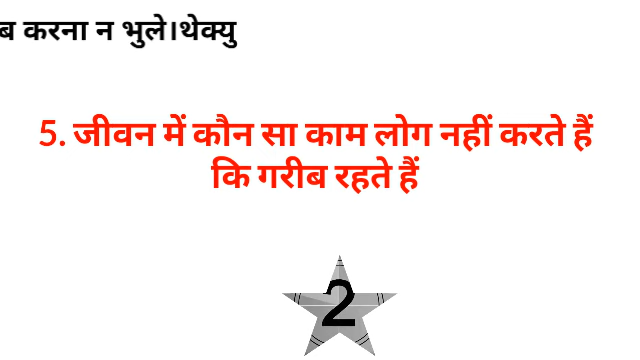 ब करना न भुले।थेक्यु
5. जीवन में कौन सा काम लोग नहीं करते हैं
कि गरीब रहते हैं
2